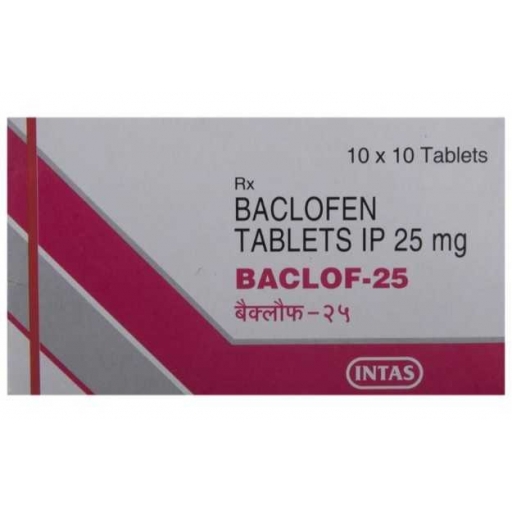 10 x 10 Tablets
Rx
BACLOFEN
TABLETS IP 25 mg
BACLOF-25
बैक्लौफ - २५
INTAS